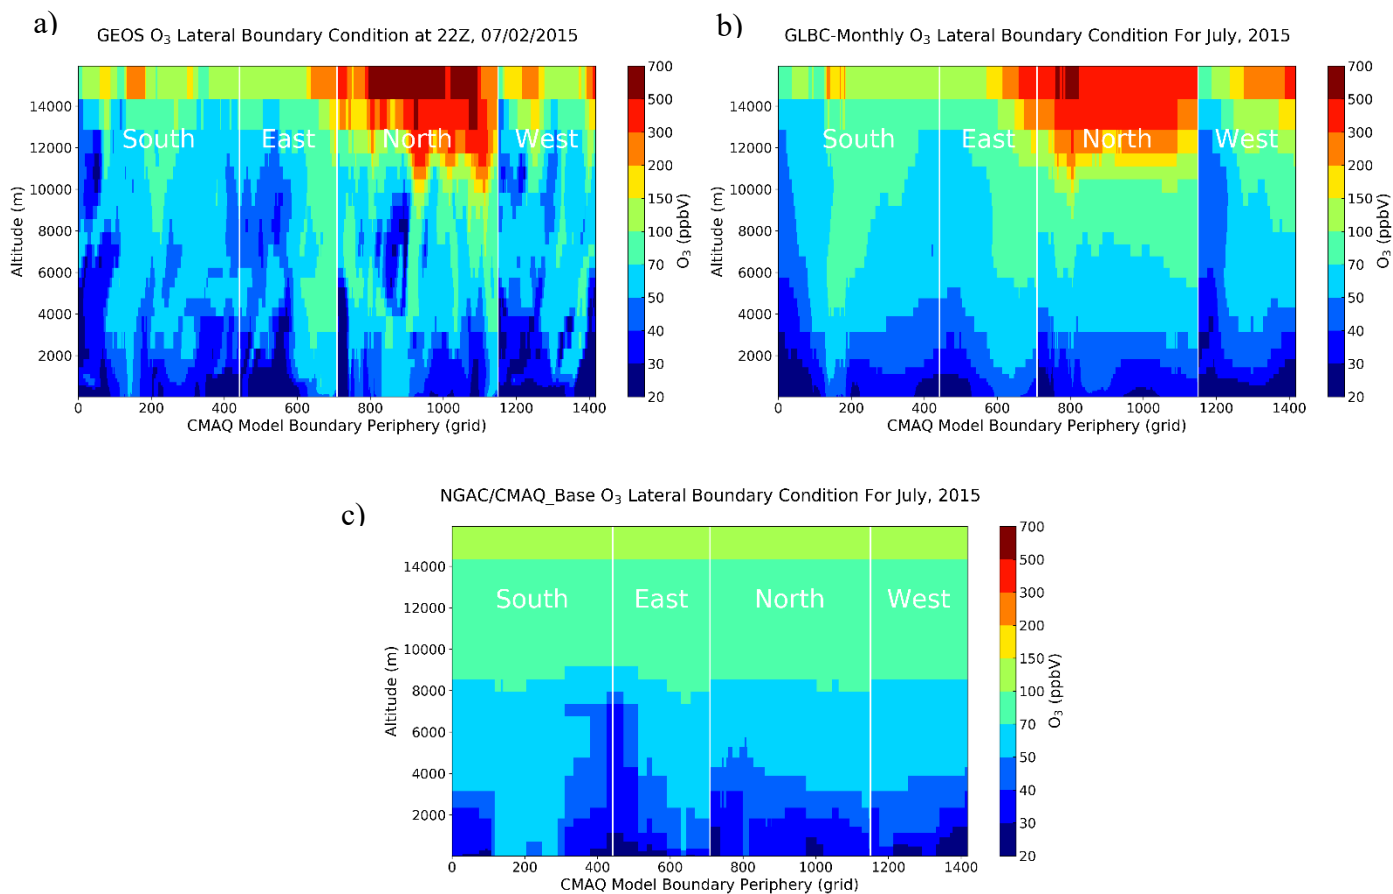 a)
GEOS O₃ Lateral Boundary Condition at 22Z, 07/02/2015
14000
12000
10000
8000
6000
4000
2000
Altitude (m)
South East North West
0 200 400 600 800 1000 1200 1400
CMAQ Model Boundary Periphery (grid)
700
500
300
200
150
100
70
50
40
30
20
O₃ (ppbV)
b)
GLBC-Monthly O₃ Lateral Boundary Condition For July, 2015
14000
12000
10000
8000
6000
4000
2000
Altitude (m)
South East North West
0 200 400 600 800 1000 1200 1400
CMAQ Model Boundary Periphery (grid)
700
500
300
200
150
100
70
50
40
30
20
O₃ (ppbV)
c)
NGAC/CMAQ_Base O₃ Lateral Boundary Condition For July, 2015
14000
12000
10000
8000
6000
4000
2000
Altitude (m)
South East North West
0 200 400 600 800 1000 1200 1400
CMAQ Model Boundary Periphery (grid)
700
500
300
200
150
100
70
50
40
30
20
O₃ (ppbV)